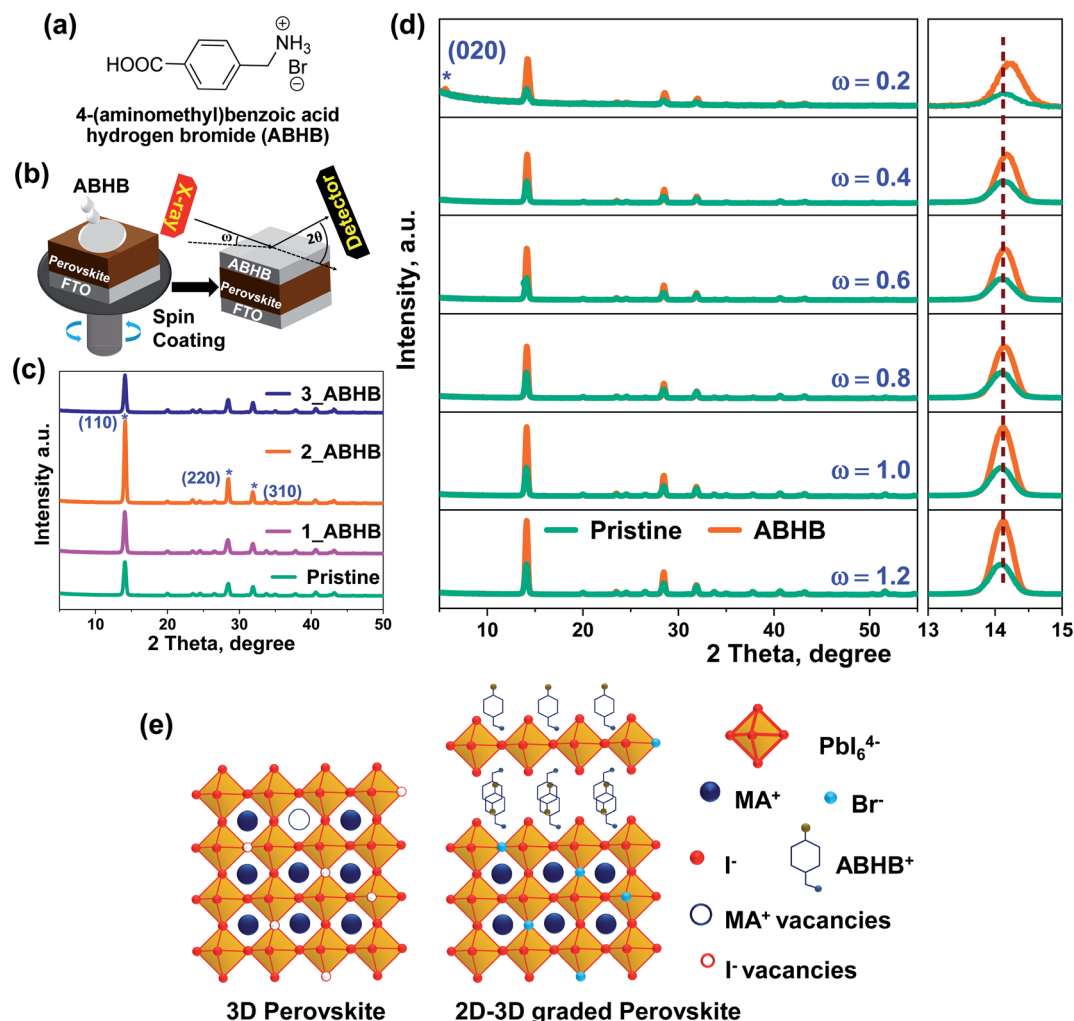 (a)
HOOC
NH₃
⊕
Br
⊖
4-(aminomethyl)benzoic acid
hydrogen bromide (ABHB)
(b)
ABHB
X-ray
Detector
ω
2θ
Perovskite
FTO
ABHB
Perovskite
FTO
Spin
Coating
(c)
Intensity a.u.
3_ABHB
(110) *
2_ABHB
(220) *
* (310)
1_ABHB
Pristine
10 20 30 40 50
2 Theta, degree
(d)
Intensity, a.u.
(020)
*
ω = 0.2
ω = 0.4
ω = 0.6
ω = 0.8
ω = 1.0
Pristine ABHB
ω = 1.2
10 20 30 40 50 13 14 15
2 Theta, degree
(e)
3D Perovskite
2D-3D graded Perovskite
PbI₆⁴⁻
MA⁺
Br⁻
I⁻
ABHB⁺
MA⁺ vacancies
I⁻ vacancies